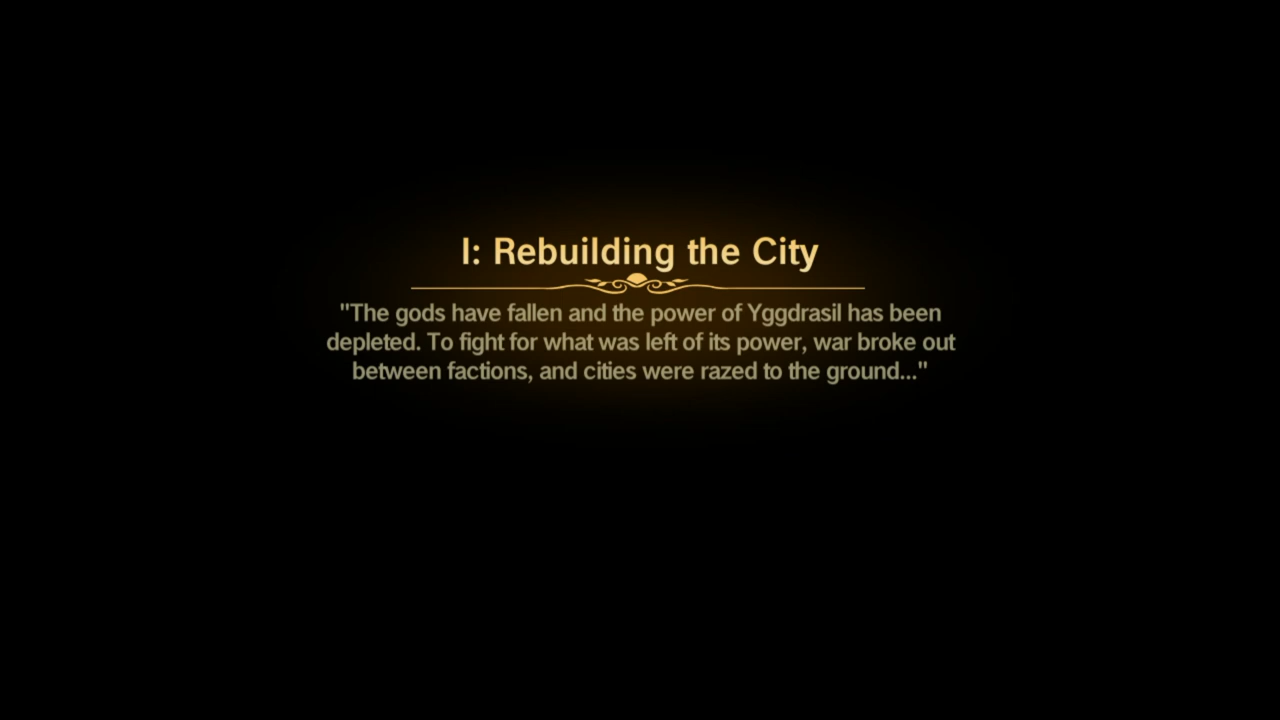 I: Rebuilding the City
"The gods have fallen and the power of Yggdrasil has been
depleted. To fight for what was left of its power, war broke out
between factions, and cities were razed to the ground..."